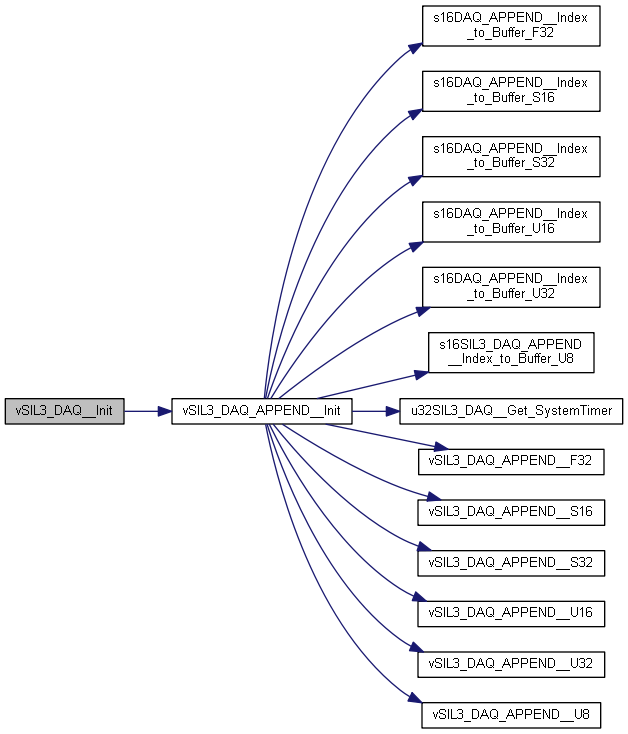 s16DAQ_APPEND__Index
_to_Buffer_F32
s16DAQ_APPEND__Index
_to_Buffer_S16
s16DAQ_APPEND__Index
_to_Buffer_S32
s16DAQ_APPEND__Index
_to_Buffer_U16
s16DAQ_APPEND__Index
_to_Buffer_U32
s16SIL3_DAQ_APPEND
__Index_to_Buffer_U8
vSIL3_DAQ__Init
vSIL3_DAQ_APPEND__Init
u32SIL3_DAQ__Get_SystemTimer
vSIL3_DAQ_APPEND__F32
vSIL3_DAQ_APPEND__S16
vSIL3_DAQ_APPEND__S32
vSIL3_DAQ_APPEND__U16
vSIL3_DAQ_APPEND__U32
vSIL3_DAQ_APPEND__U8